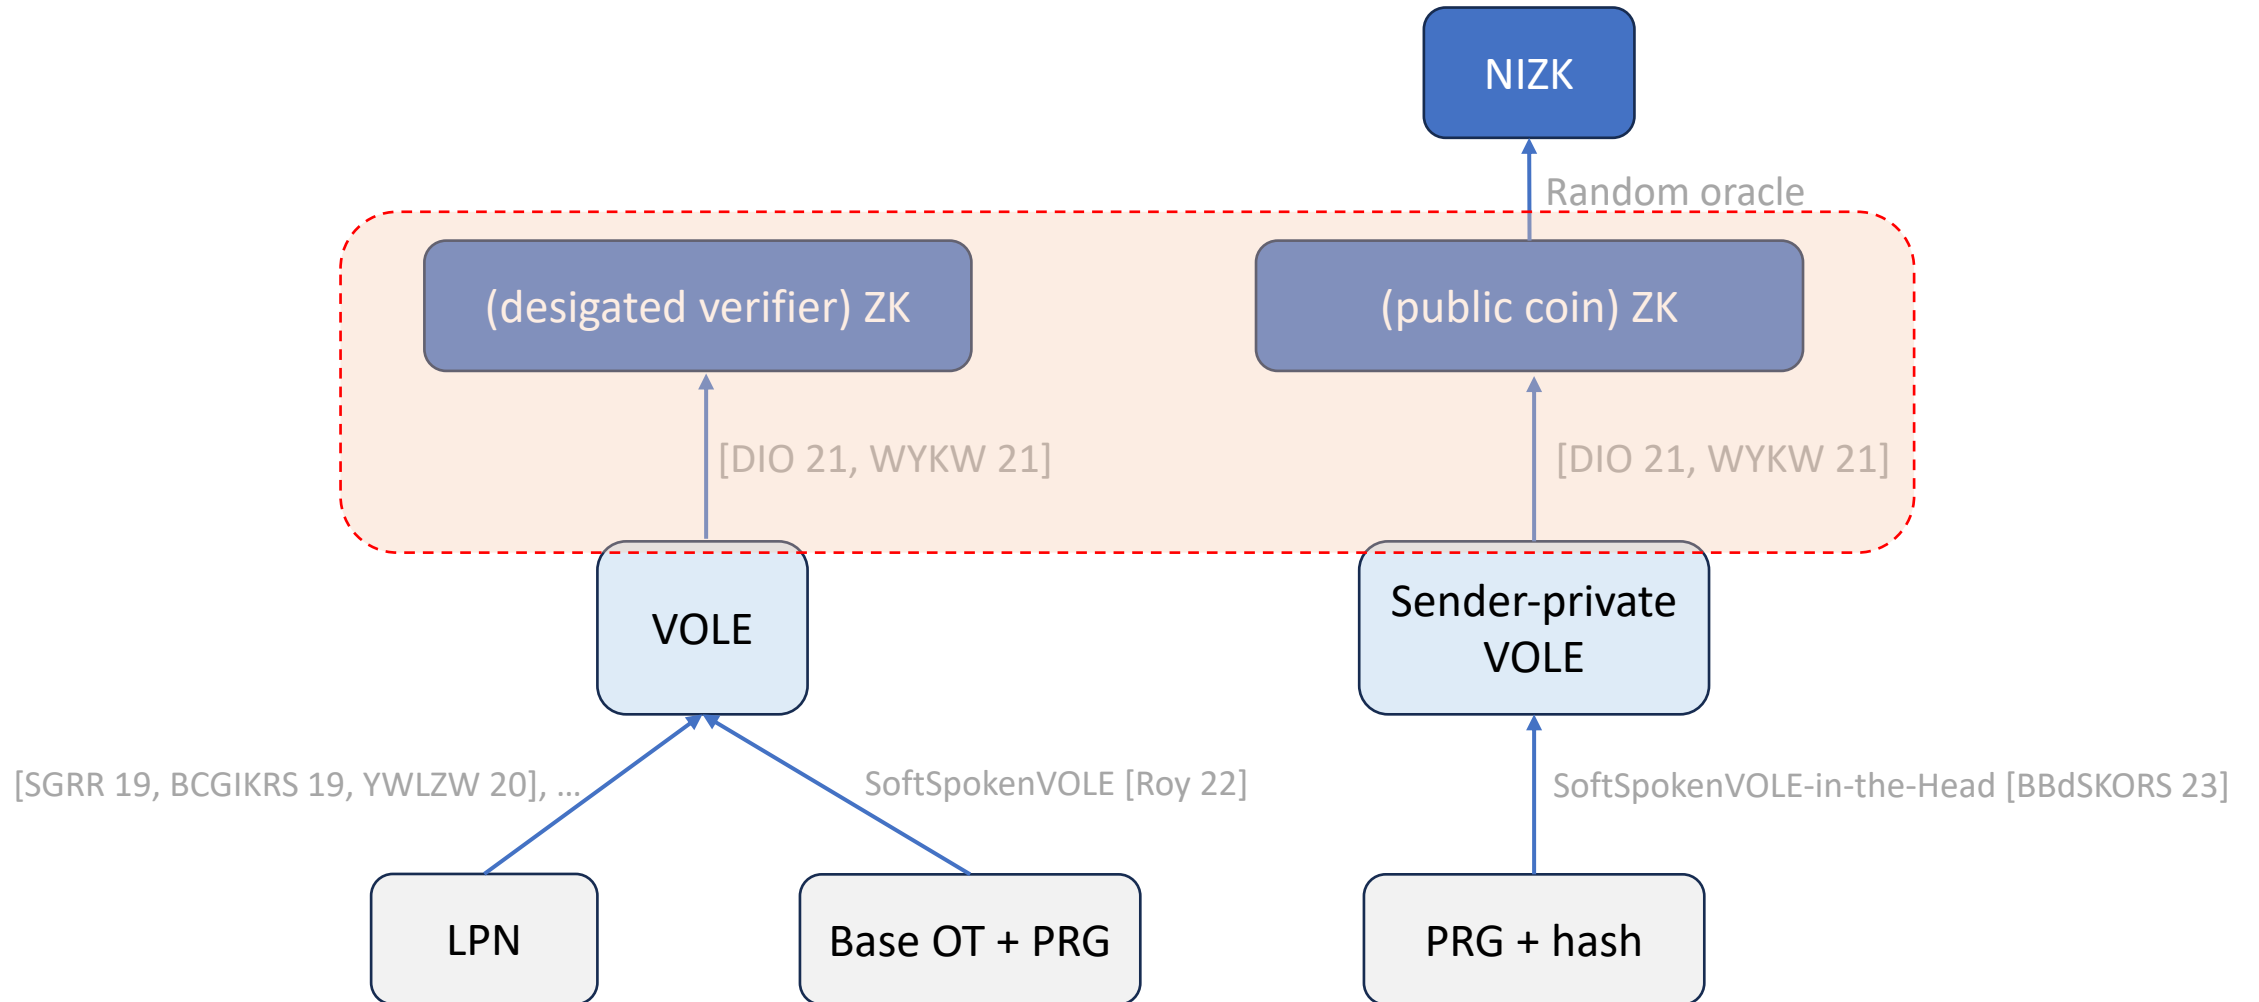 NIZK
Random oracle
(desigated verifier) ZK
(public coin) ZK
[DIO 21, WYKW 21]
[DIO 21, WYKW 21]
VOLE
Sender-private
VOLE
[SGRR 19, BCGIKRS 19, YWLZW 20], ...
SoftSpokenVOLE [Roy 22]
SoftSpokenVOLE-in-the-Head [BBdSKORS 23]
LPN
Base OT + PRG
PRG + hash